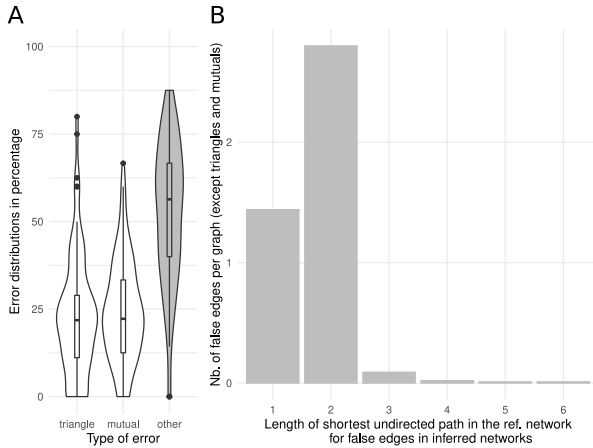 A
Error distributions in percentage
100
75
50
25
0
triangle mutual other
Type of error
B
Nb. of false edges per graph (except triangles and mutuals)
2
1
0
1 2 3 4 5 6
Length of shortest undirected path in the ref. network
for false edges in inferred networks